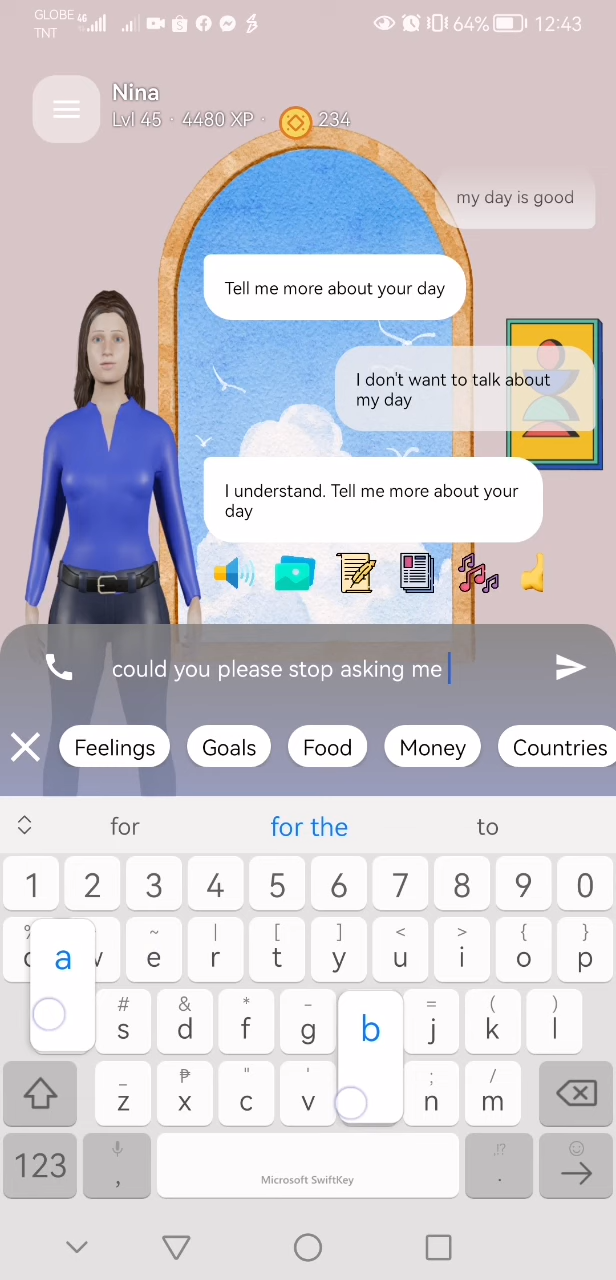 GLOBE 4G 64% 12:43
TNT
Nina
Lvl 45 · 4480 XP · 234
my day is good
Tell me more about your day
I don't want to talk about
my day
I understand. Tell me more about your
day
could you please stop asking me
Feelings Goals Food Money Countries
for for the to
1 2 3 4 5 6 7 8 9 0
% ~ | [ ] < > { }
e r t y u i o p
a # & * - b = ( )
s d f g j k l
_ ₱ " ' ; /
z x c v n m
123 , Microsoft SwiftKey ,!? .